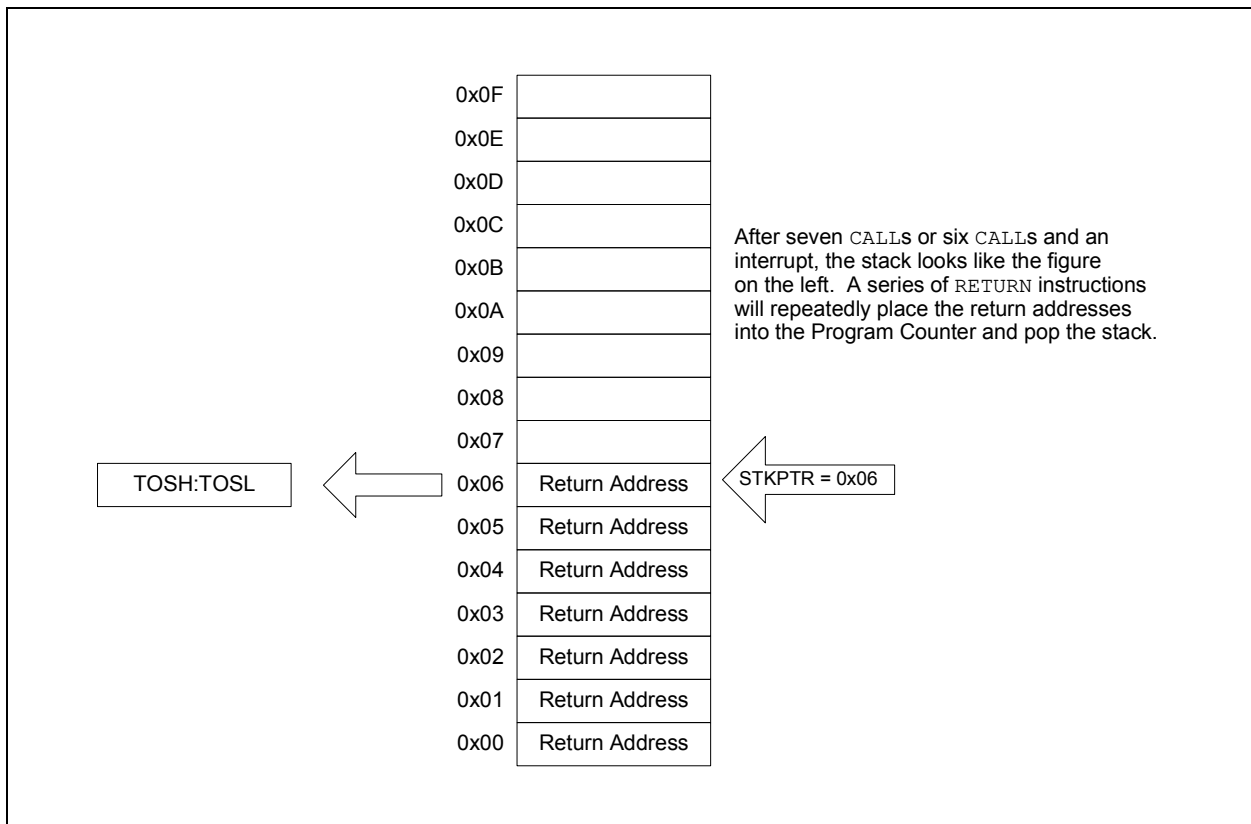 0x0F
0x0E
0x0D
0x0C
0x0B
0x0A
0x09
0x08
0x07
After seven CALLs or six CALLs and an
interrupt, the stack looks like the figure
on the left. A series of RETURN instructions
will repeatedly place the return addresses
into the Program Counter and pop the stack.
TOSH:TOSL
0x06 Return Address
STKPTR = 0x06
0x05 Return Address
0x04 Return Address
0x03 Return Address
0x02 Return Address
0x01 Return Address
0x00 Return Address